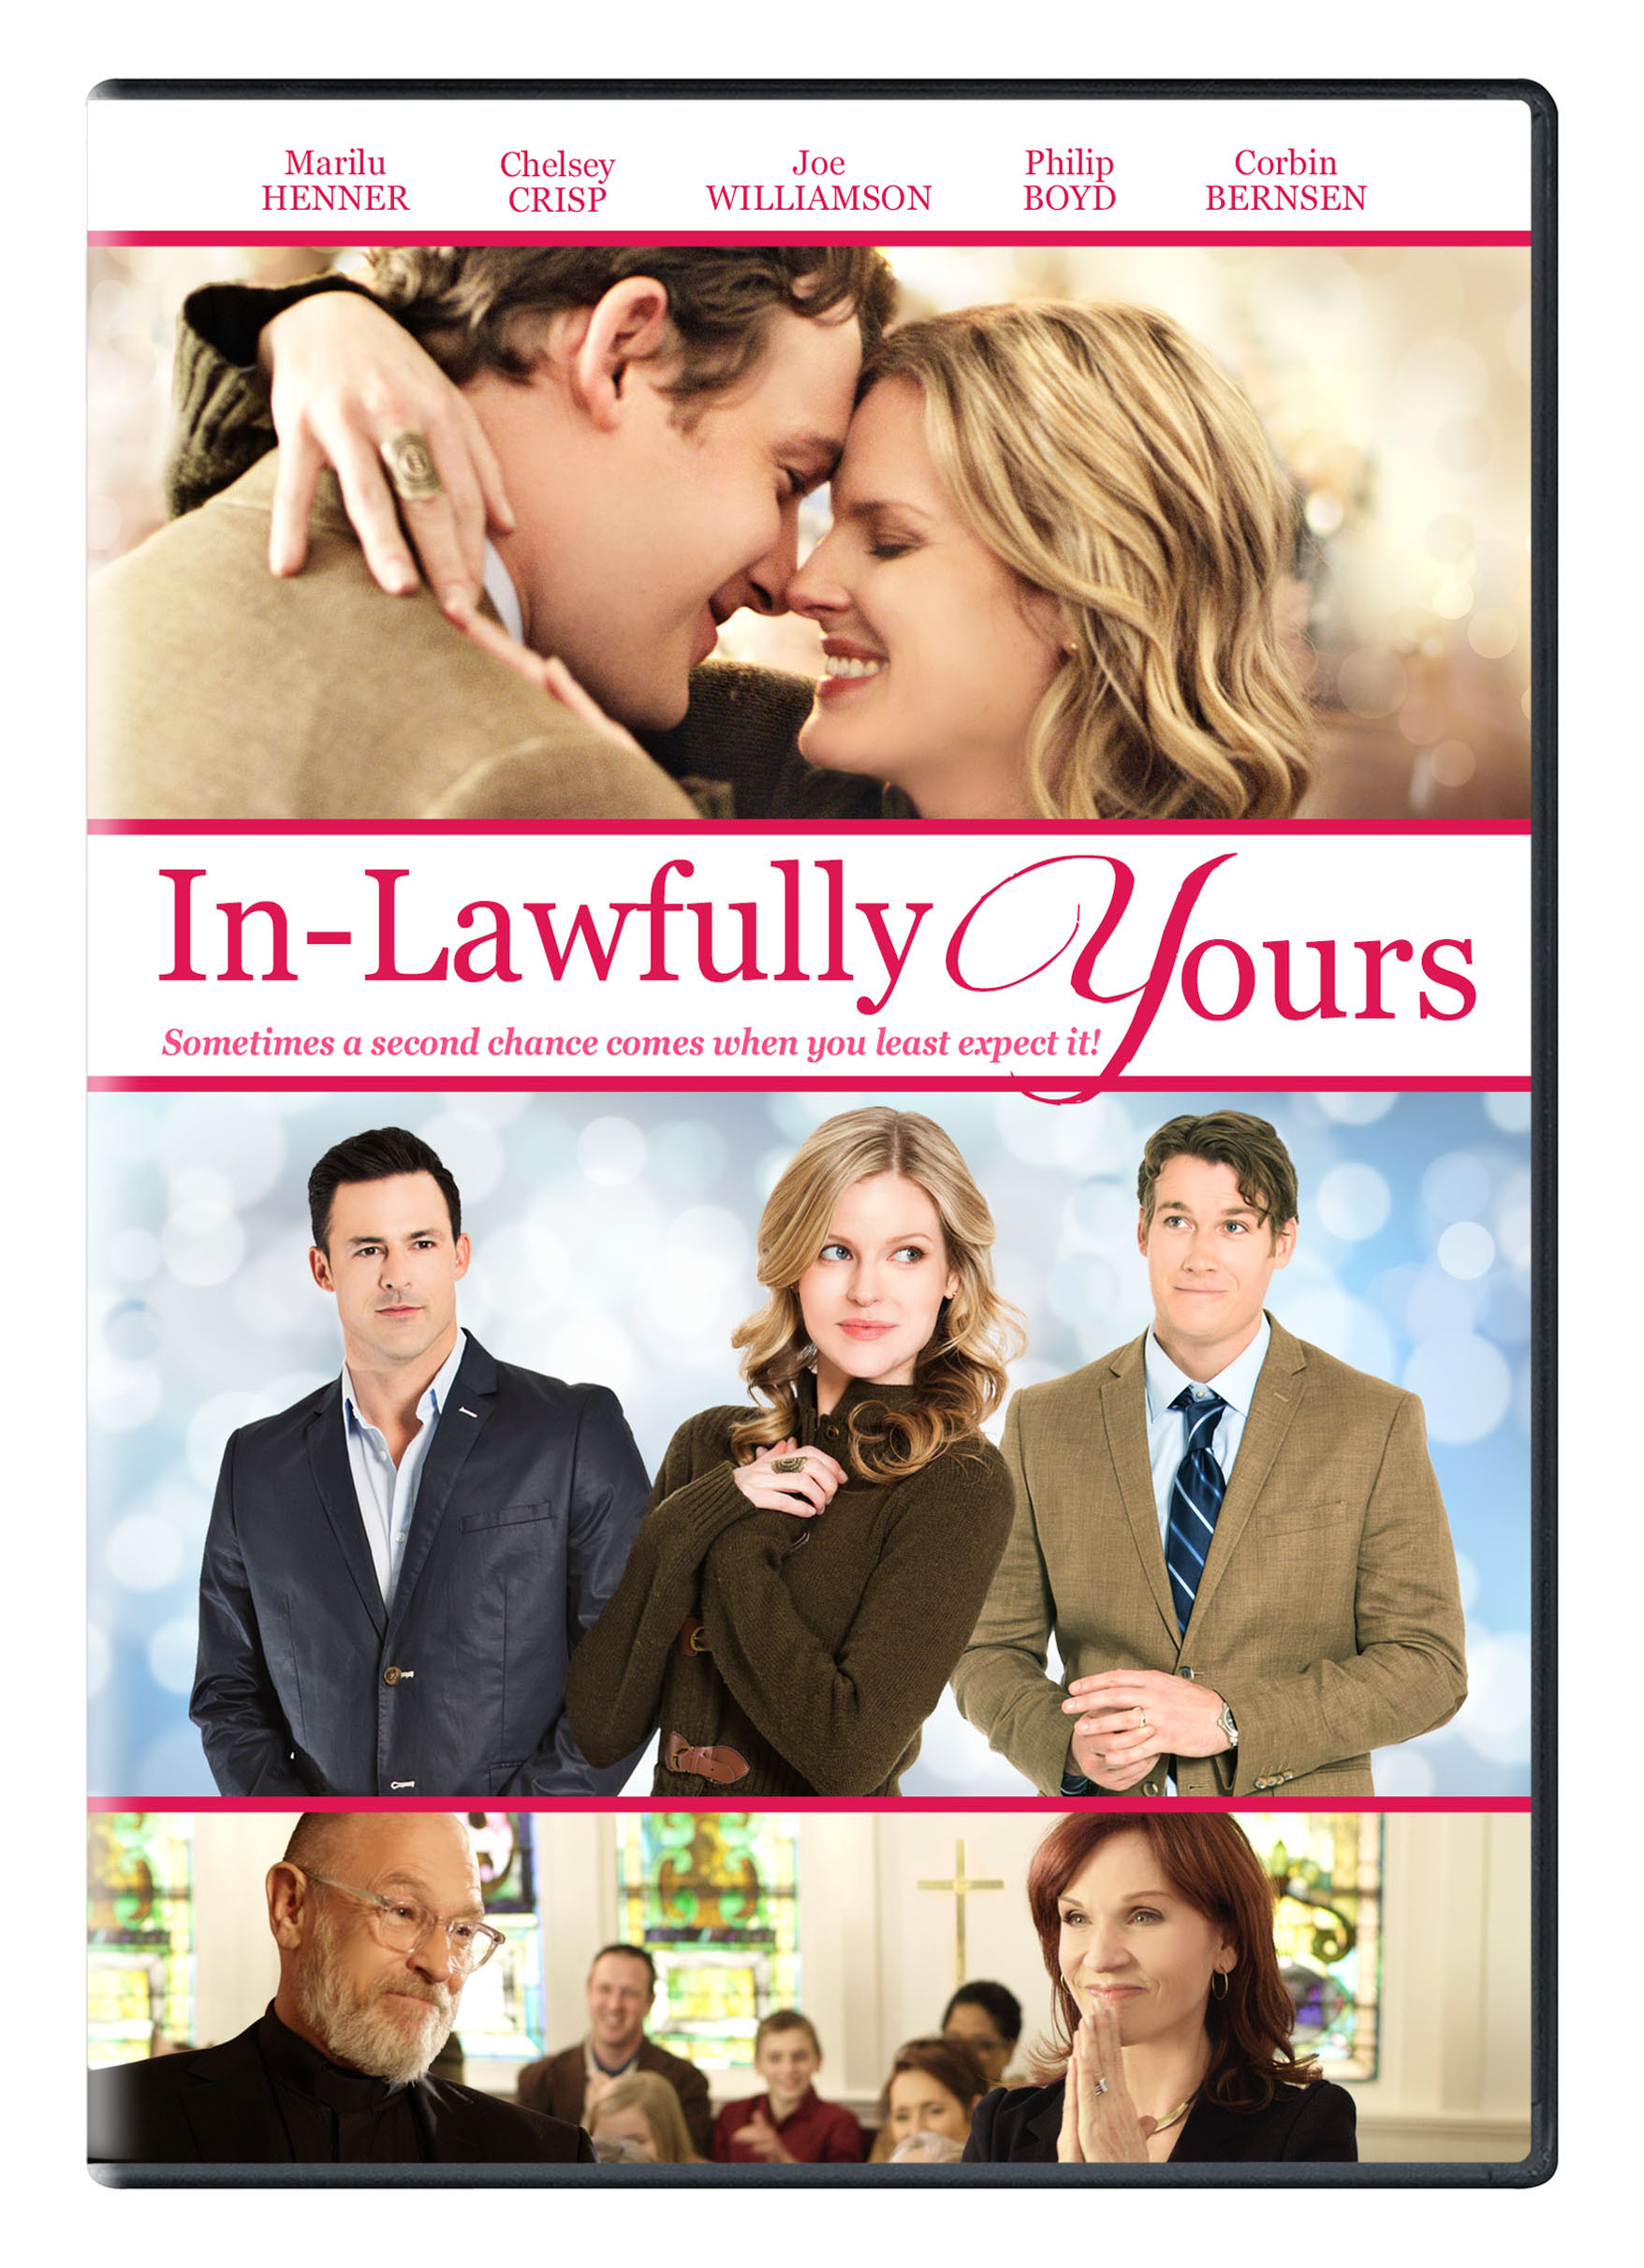 Marilu HENNER
Chelsey CRISP
Joe WILLIAMSON
Philip BOYD
Corbin BERNSEN
In-Lawfully Yours
Sometimes a second chance comes when you least expect it!